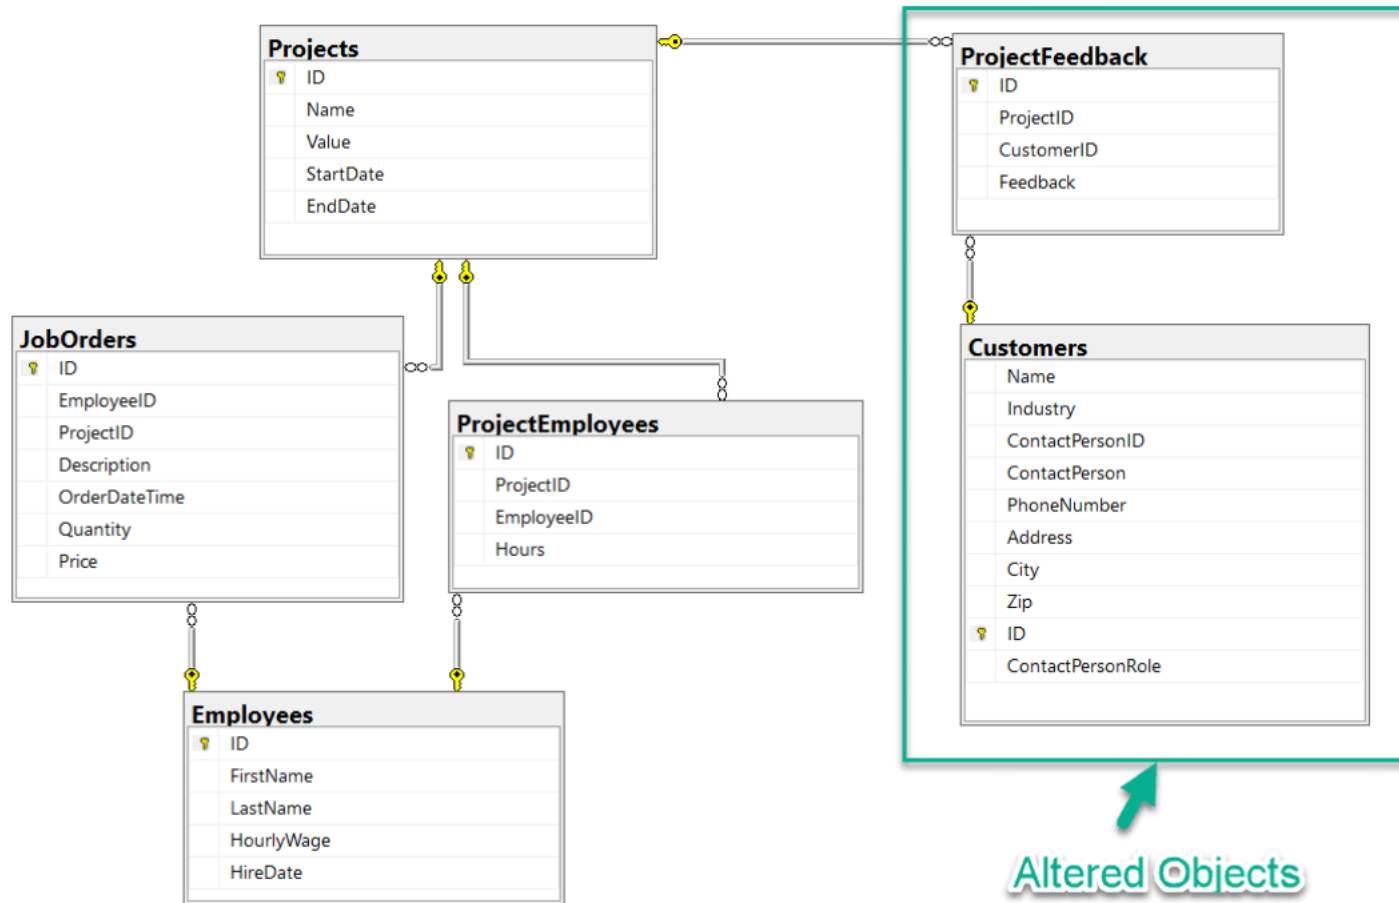 Projects
ID
Name
Value
StartDate
EndDate
ProjectFeedback
ID
ProjectID
CustomerID
Feedback
JobOrders
ID
EmployeeID
ProjectID
Description
OrderDateTime
Quantity
Price
ProjectEmployees
ID
ProjectID
EmployeeID
Hours
Customers
Name
Industry
ContactPersonID
ContactPerson
PhoneNumber
Address
City
Zip
ID
ContactPersonRole
Employees
ID
FirstName
LastName
HourlyWage
HireDate
Altered Objects